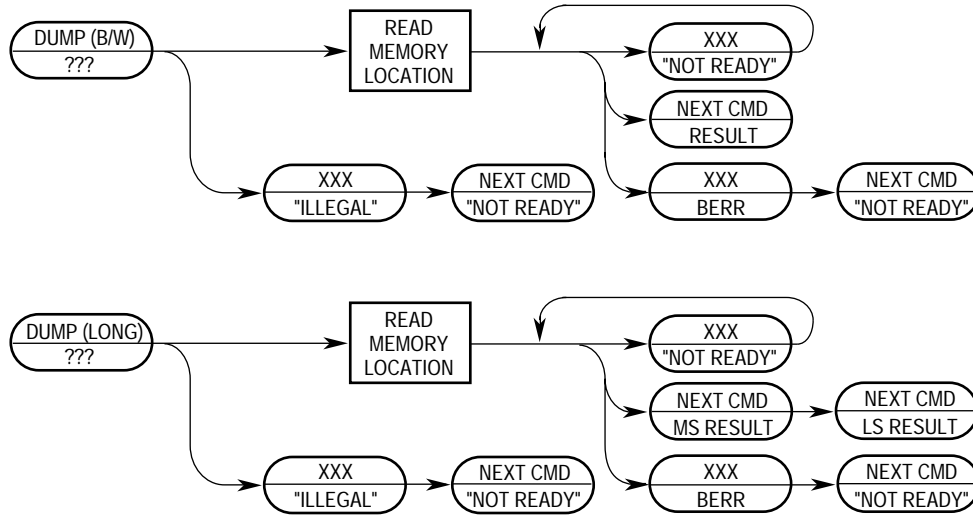 DUMP (B/W)
???
READ
MEMORY
LOCATION
XXX
"NOT READY"
NEXT CMD
RESULT
XXX
"ILLEGAL"
NEXT CMD
"NOT READY"
XXX
BERR
NEXT CMD
"NOT READY"
DUMP (LONG)
???
READ
MEMORY
LOCATION
XXX
"NOT READY"
NEXT CMD
MS RESULT
NEXT CMD
LS RESULT
XXX
"ILLEGAL"
NEXT CMD
"NOT READY"
XXX
BERR
NEXT CMD
"NOT READY"